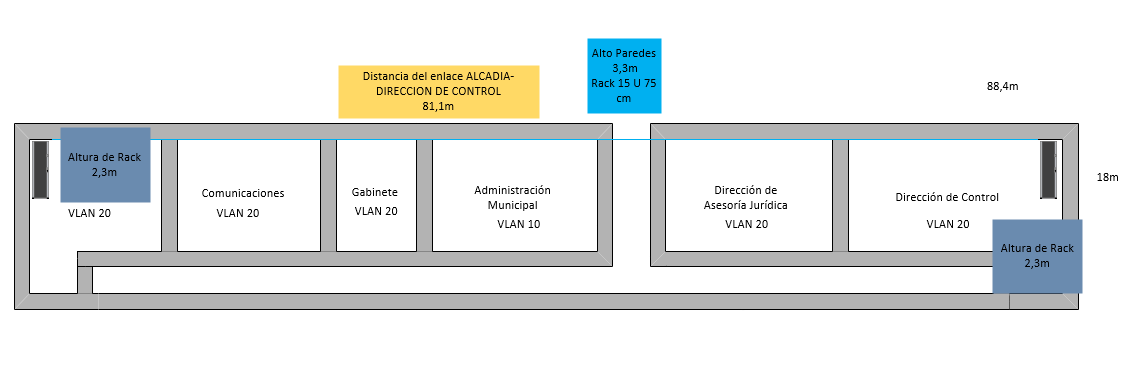 Alto Paredes
3,3m
Rack 15 U 75
cm
Distancia del enlace ALCADIA-
DIRECCION DE CONTROL
81,1m
88,4m
Altura de Rack
2,3m
VLAN 20
Comunicaciones
VLAN 20
Gabinete
VLAN 20
Administración
Municipal
VLAN 10
Dirección de
Asesoría Jurídica
VLAN 20
Dirección de Control
VLAN 20
18m
Altura de Rack
2,3m